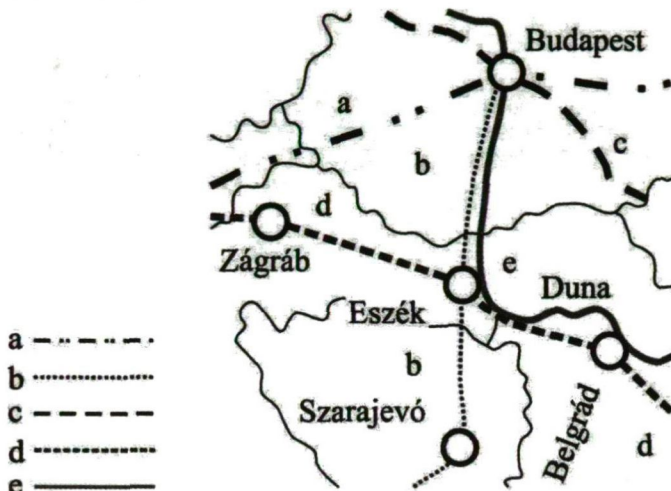 Budapest
a
b
c
d
Zágráb
e
Duna
Eszék
b
Szarajevó
Belgrád
d
a
b
c
d
e